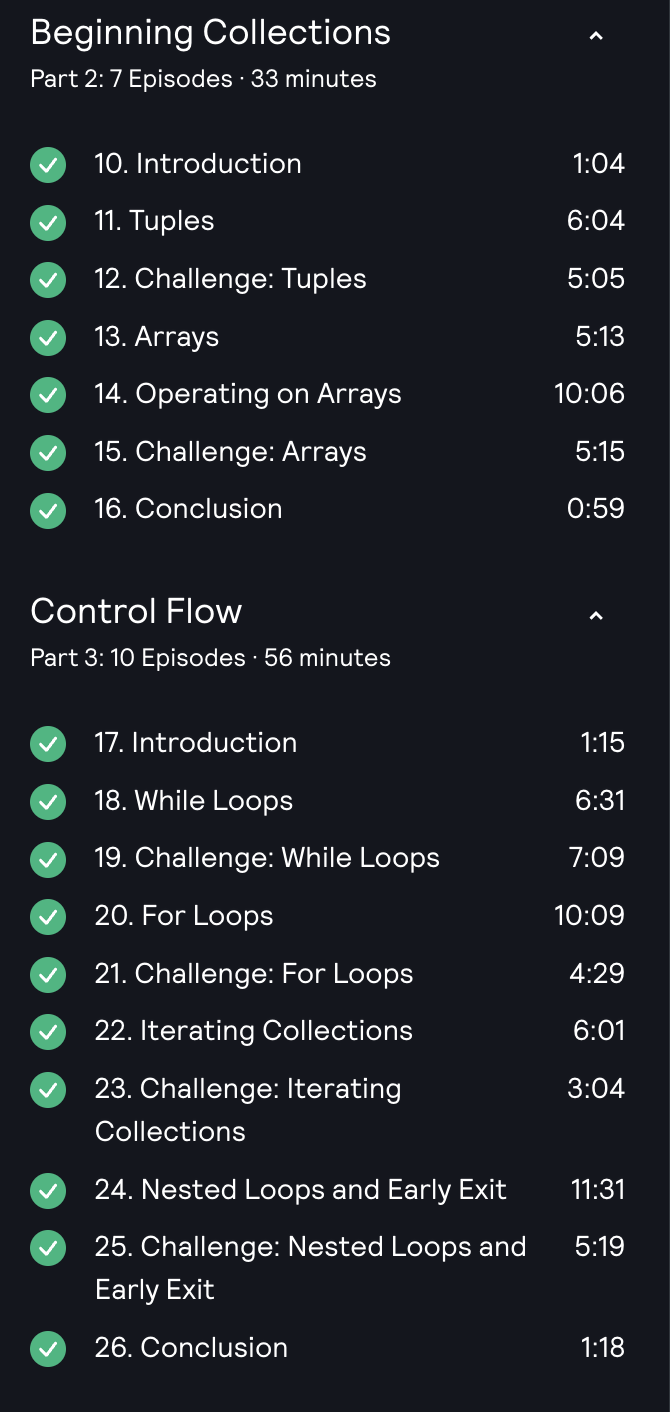 Beginning Collections
Part 2: 7 Episodes · 33 minutes
10. Introduction 1:04
11. Tuples 6:04
12. Challenge: Tuples 5:05
13. Arrays 5:13
14. Operating on Arrays 10:06
15. Challenge: Arrays 5:15
16. Conclusion 0:59
Control Flow
Part 3: 10 Episodes · 56 minutes
17. Introduction 1:15
18. While Loops 6:31
19. Challenge: While Loops 7:09
20. For Loops 10:09
21. Challenge: For Loops 4:29
22. Iterating Collections 6:01
23. Challenge: Iterating 3:04
Collections
24. Nested Loops and Early Exit 11:31
25. Challenge: Nested Loops and 5:19
Early Exit
26. Conclusion 1:18